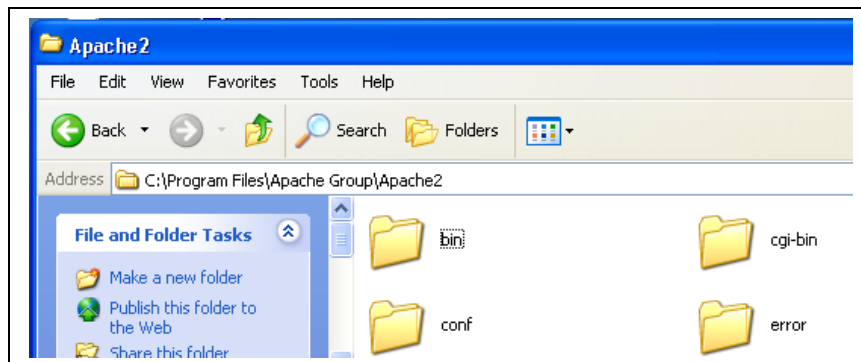 Apache2
File Edit View Favorites Tools Help
Back Search Folders
Address C:\Program Files\Apache Group\Apache2
File and Folder Tasks
Make a new folder
Publish this folder to
the Web
Share this folder
bin cgi-bin
conf error